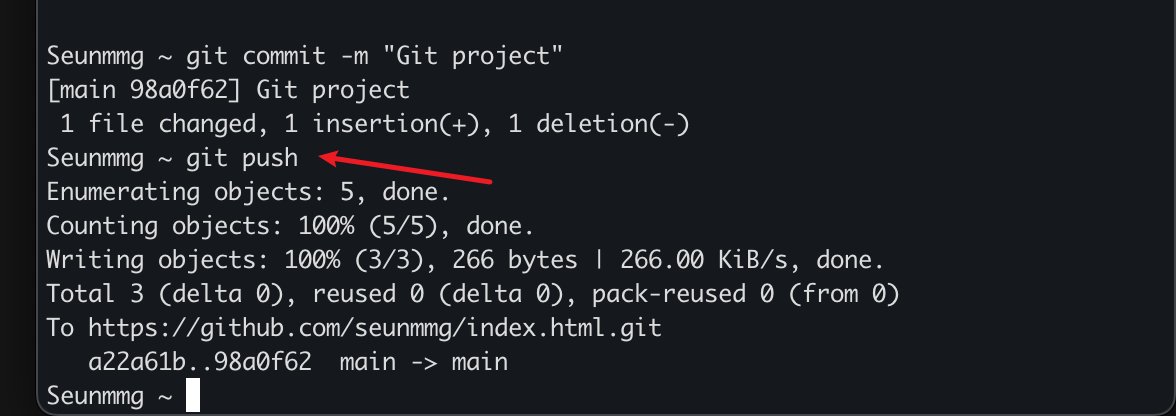 Seunmmg ~ git commit -m "Git project"
[main 98a0f62] Git project
 1 file changed, 1 insertion(+), 1 deletion(-)
Seunmmg ~ git push
Enumerating objects: 5, done.
Counting objects: 100% (5/5), done.
Writing objects: 100% (3/3), 266 bytes | 266.00 KiB/s, done.
Total 3 (delta 0), reused 0 (delta 0), pack-reused 0 (from 0)
To https://github.com/seunmmg/index.html.git
   a22a61b..98a0f62  main -> main
Seunmmg ~